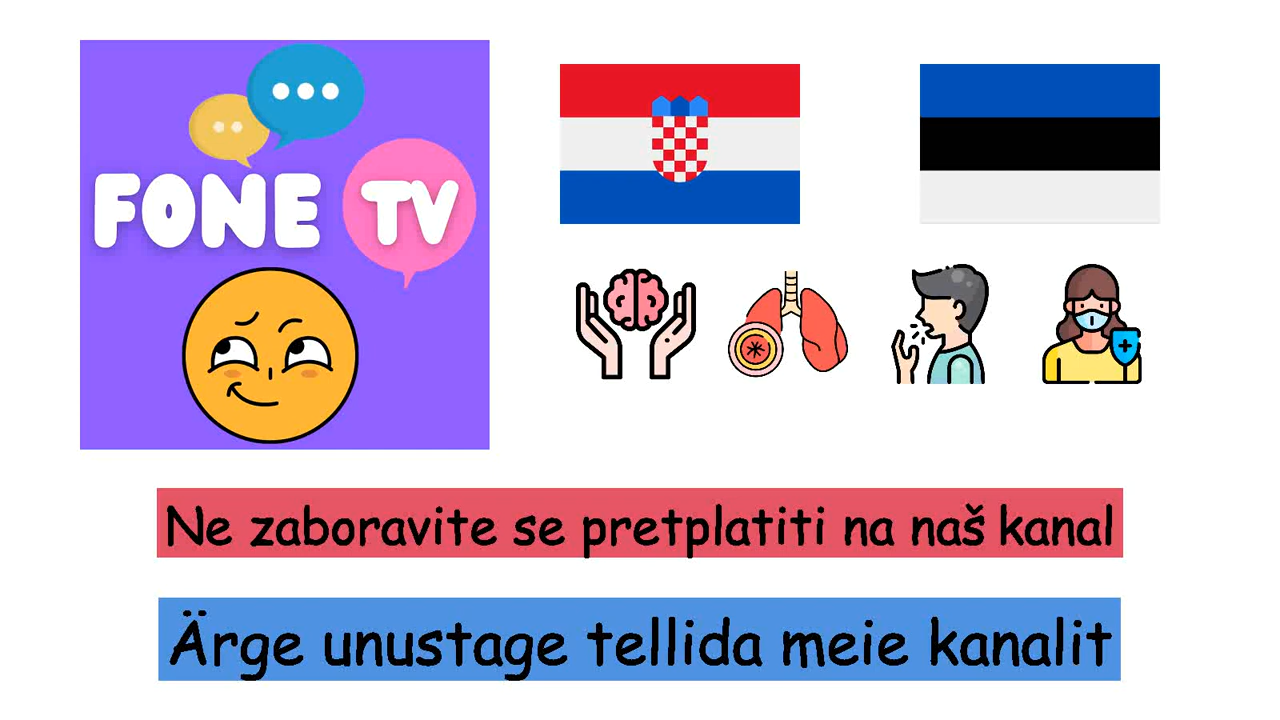 FONE TV
Ne zaboravite se pretplatiti na naš kanal
Ärge unustage tellida meie kanalit